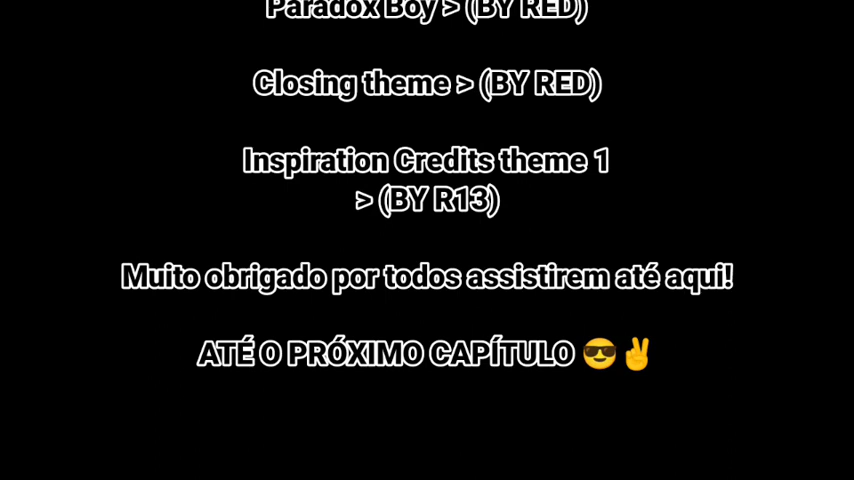 Paradox Boy > (BY RED)
Closing theme > (BY RED)
Inspiration Credits theme 1
> (BY R13)
Muito obrigado por todos assistirem até aqui!
ATÉ O PRÓXIMO CAPÍTULO 😎✌